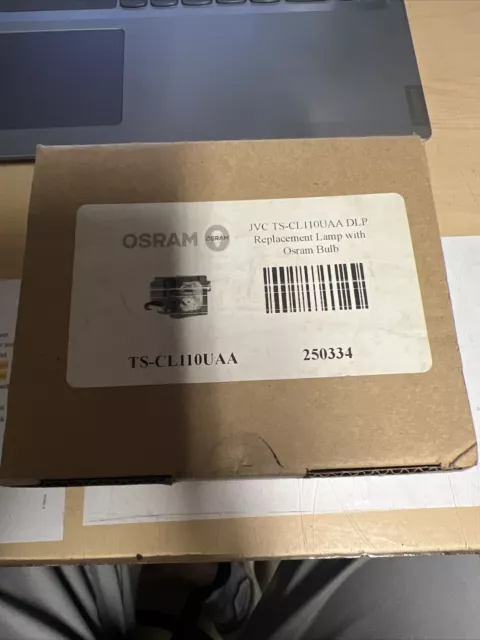 OSRAM
OSRAM
JVC TS-CL110UAA DLP
Replacement Lamp with
Osram Bulb
TS-CL110UAA
250334